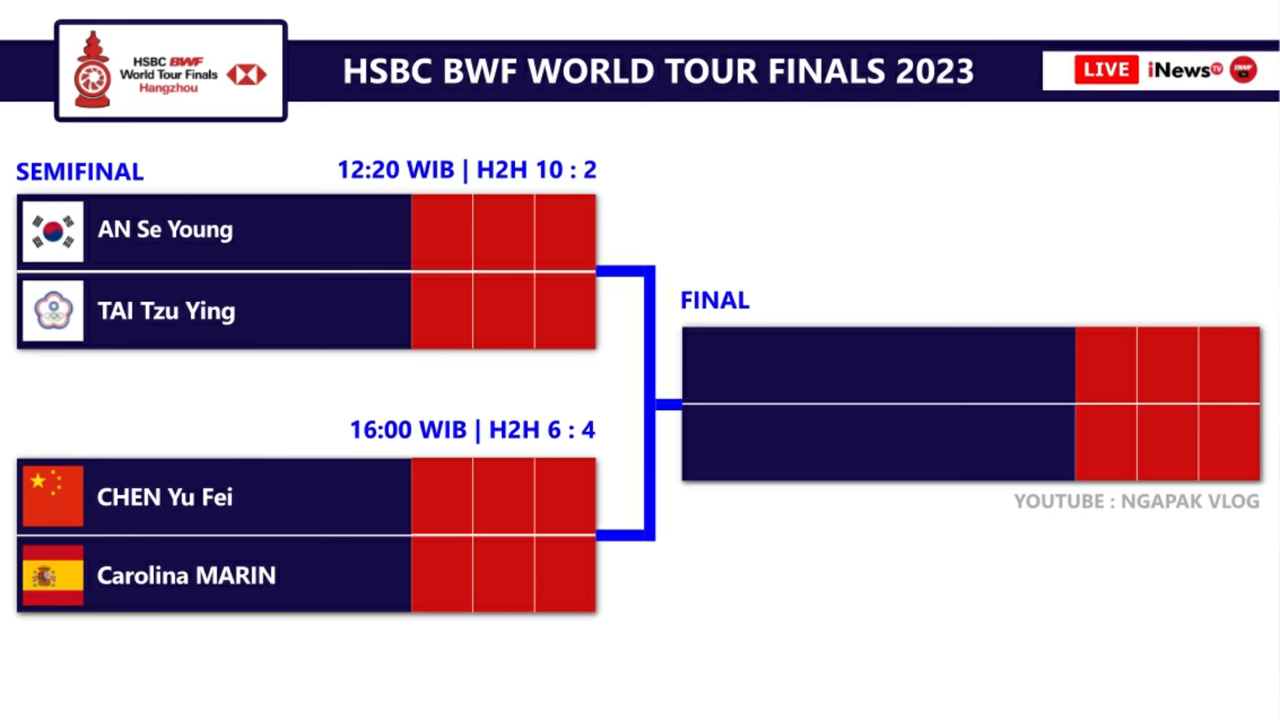 HSBC BWF
World Tour Finals
Hangzhou
HSBC BWF WORLD TOUR FINALS 2023
LIVE iNewsTV
SEMIFINAL
12:20 WIB | H2H 10 : 2
AN Se Young
TAI Tzu Ying
FINAL
16:00 WIB | H2H 6 : 4
CHEN Yu Fei
Carolina MARIN
YOUTUBE : NGAPAK VLOG